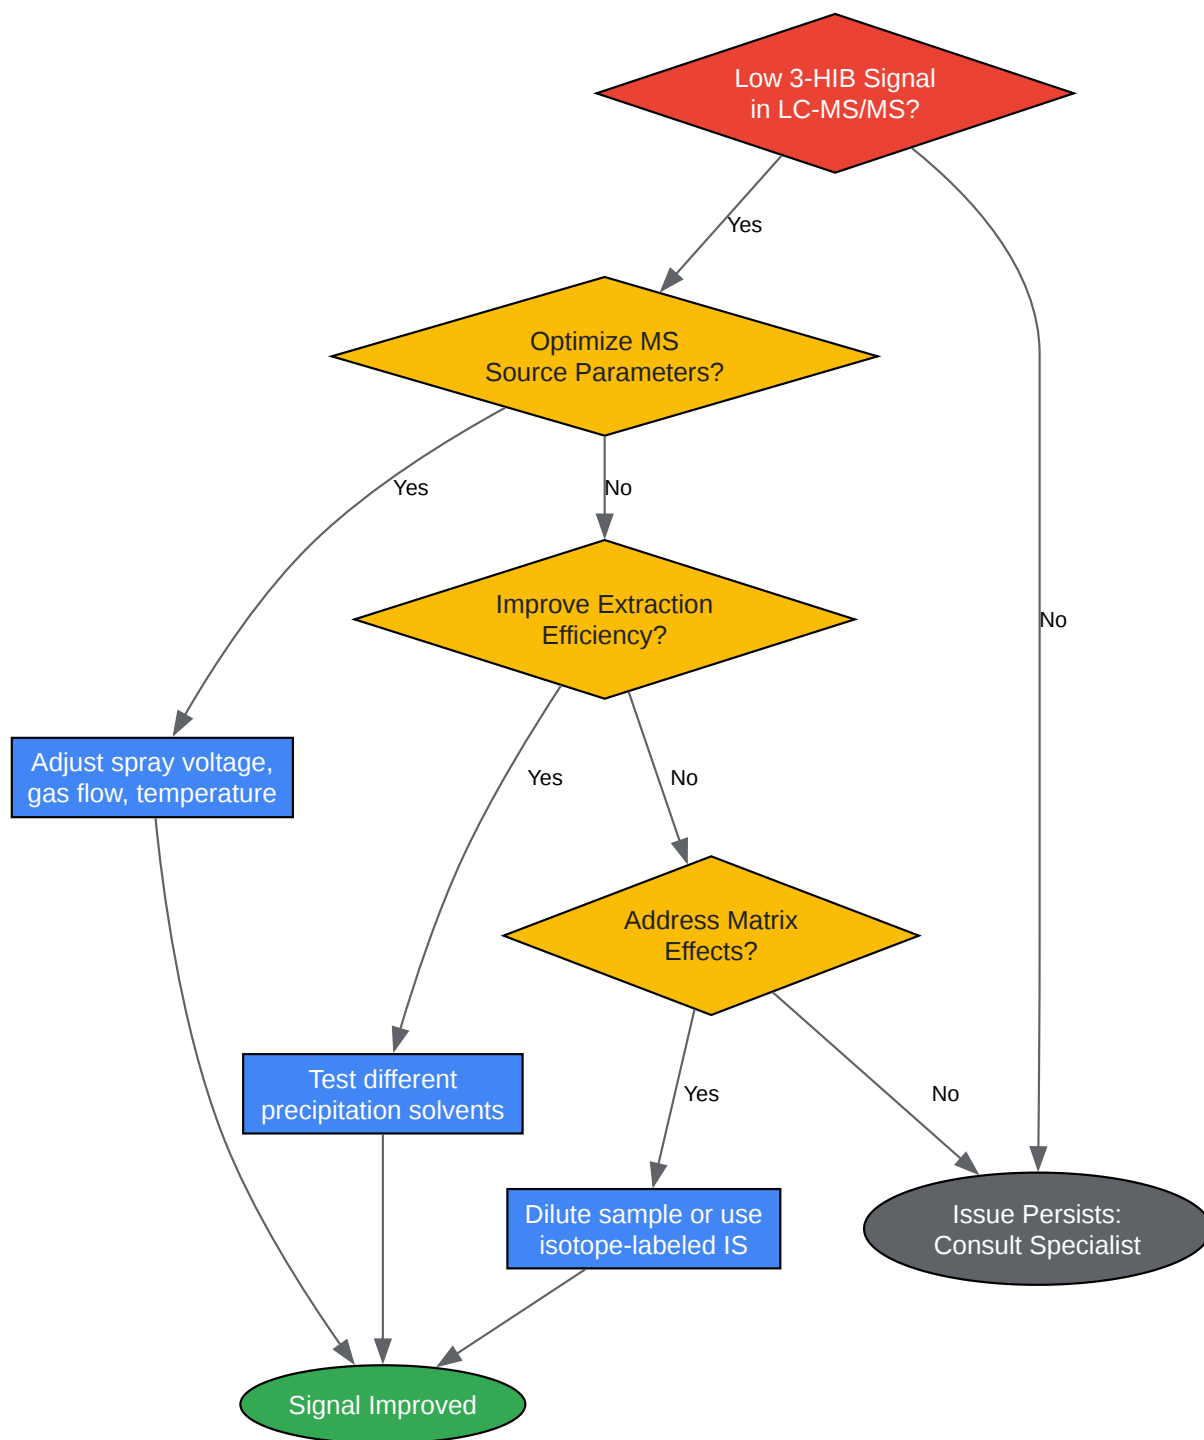 Low 3-HIB Signal
in LC-MS/MS?
Yes
Optimize MS
Source Parameters?
Yes
No
Improve Extraction
Efficiency?
No
Adjust spray voltage,
gas flow, temperature
Yes
No
Address Matrix
Effects?
Test different
precipitation solvents
Yes
No
Dilute sample or use
isotope-labeled IS
Issue Persists:
Consult Specialist
Signal Improved